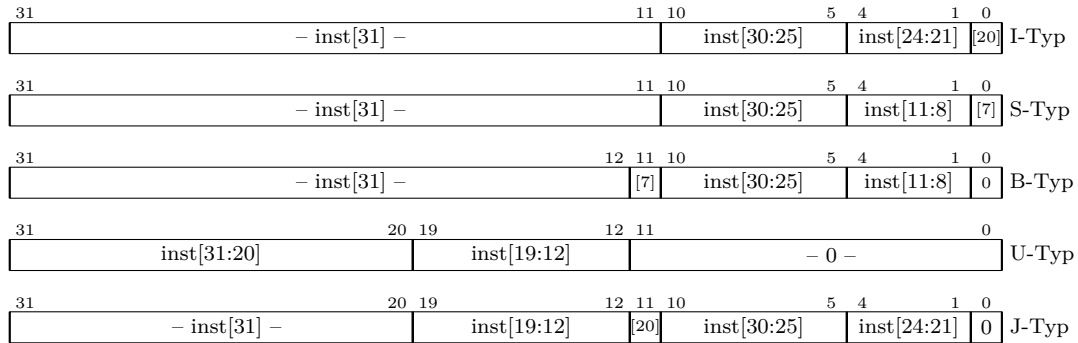 31 11 10 5 4 1 0
– inst[31] – inst[30:25] inst[24:21] [20] I-Typ
31 11 10 5 4 1 0
– inst[31] – inst[30:25] inst[11:8] [7] S-Typ
31 12 11 10 5 4 1 0
– inst[31] – [7] inst[30:25] inst[11:8] 0 B-Typ
31 20 19 12 11 0
inst[31:20] inst[19:12] – 0 – U-Typ
31 20 19 12 11 10 5 4 1 0
– inst[31] – inst[19:12] [20] inst[30:25] inst[24:21] 0 J-Typ